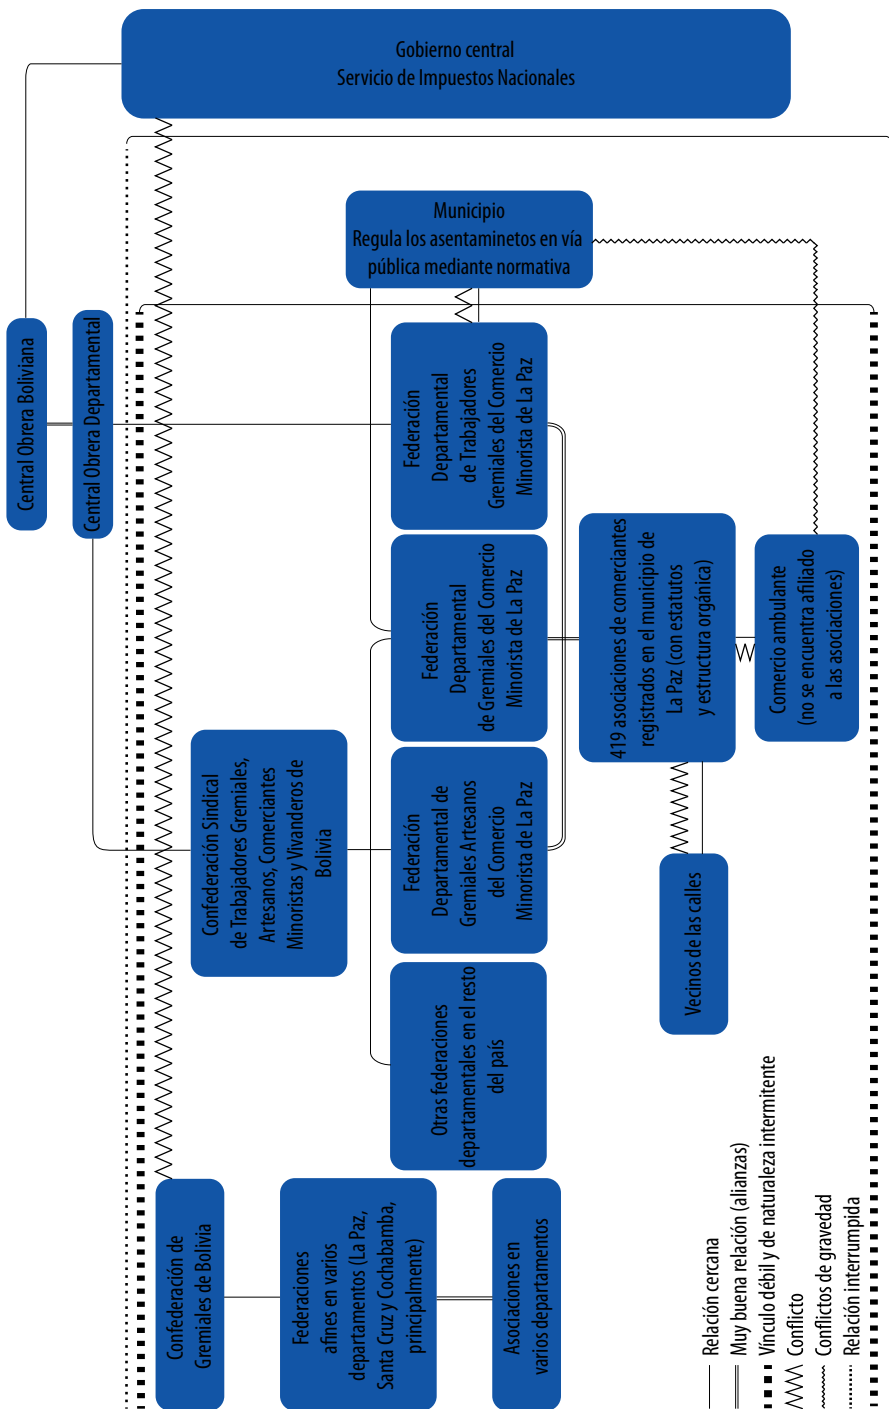 Gobierno central
Servicio de Impuestos Nacionales
Municipio
Regula los asentaminetos en vía
pública mediante normativa
Central Obrera Boliviana
Central Obrera Departamental
Federación
Departamental
de Trabajadores
Gremiales del Comercio
Minorista de La Paz
Federación
Departamental
de Gremiales del Comercio
Minorista de La Paz
419 asociaciones de comerciantes
registrados en el municipio de
La Paz (con estatutos
y estructura orgánica)
Comercio ambulante
(no se encuentra afiliado
a las asociaciones)
Confederación Sindical
de Trabajadores Gremiales,
Artesanos, Comerciantes
Minoristas y Vivanderos de
Bolivia
Federación
Departamental de
Gremiales Artesanos
del Comercio
Minorista de La Paz
Vecinos de las calles
Otras federaciones
departamentales en el resto
del país
Confederación de
Gremiales de Bolivia
Federaciones
afines en varios
departamentos (La Paz,
Santa Cruz y Cochabamba,
principalmente)
Asociaciones en
varios departamentos
Relación cercana
Muy buena relación (alianzas)
Vínculo débil y de naturaleza intermitente
Conflicto
Conflictos de gravedad
Relación interrumpida